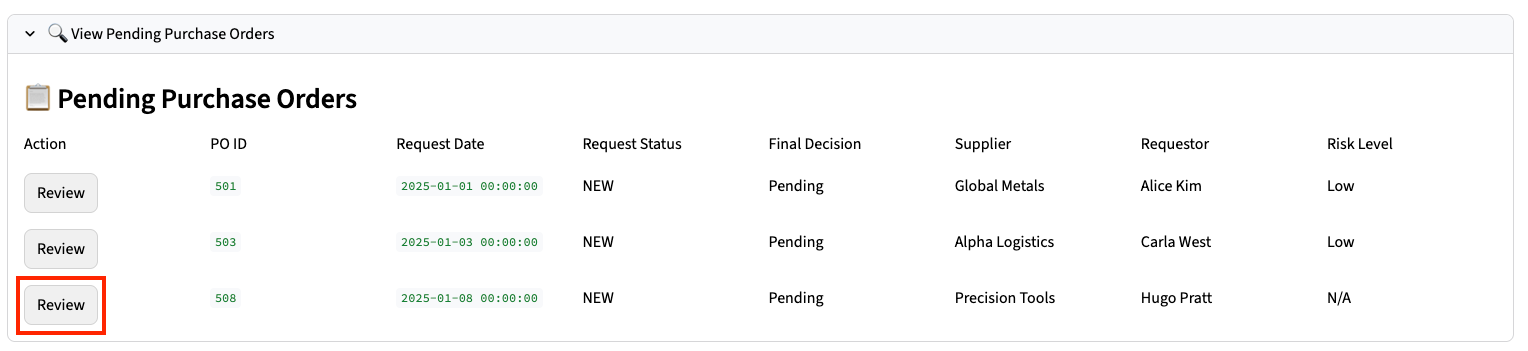 View Pending Purchase Orders
Pending Purchase Orders
Action PO ID Request Date Request Status Final Decision Supplier Requestor Risk Level
Review 501 2025-01-01 00:00:00 NEW Pending Global Metals Alice Kim Low
Review 503 2025-01-03 00:00:00 NEW Pending Alpha Logistics Carla West Low
Review 508 2025-01-08 00:00:00 NEW Pending Precision Tools Hugo Pratt N/A